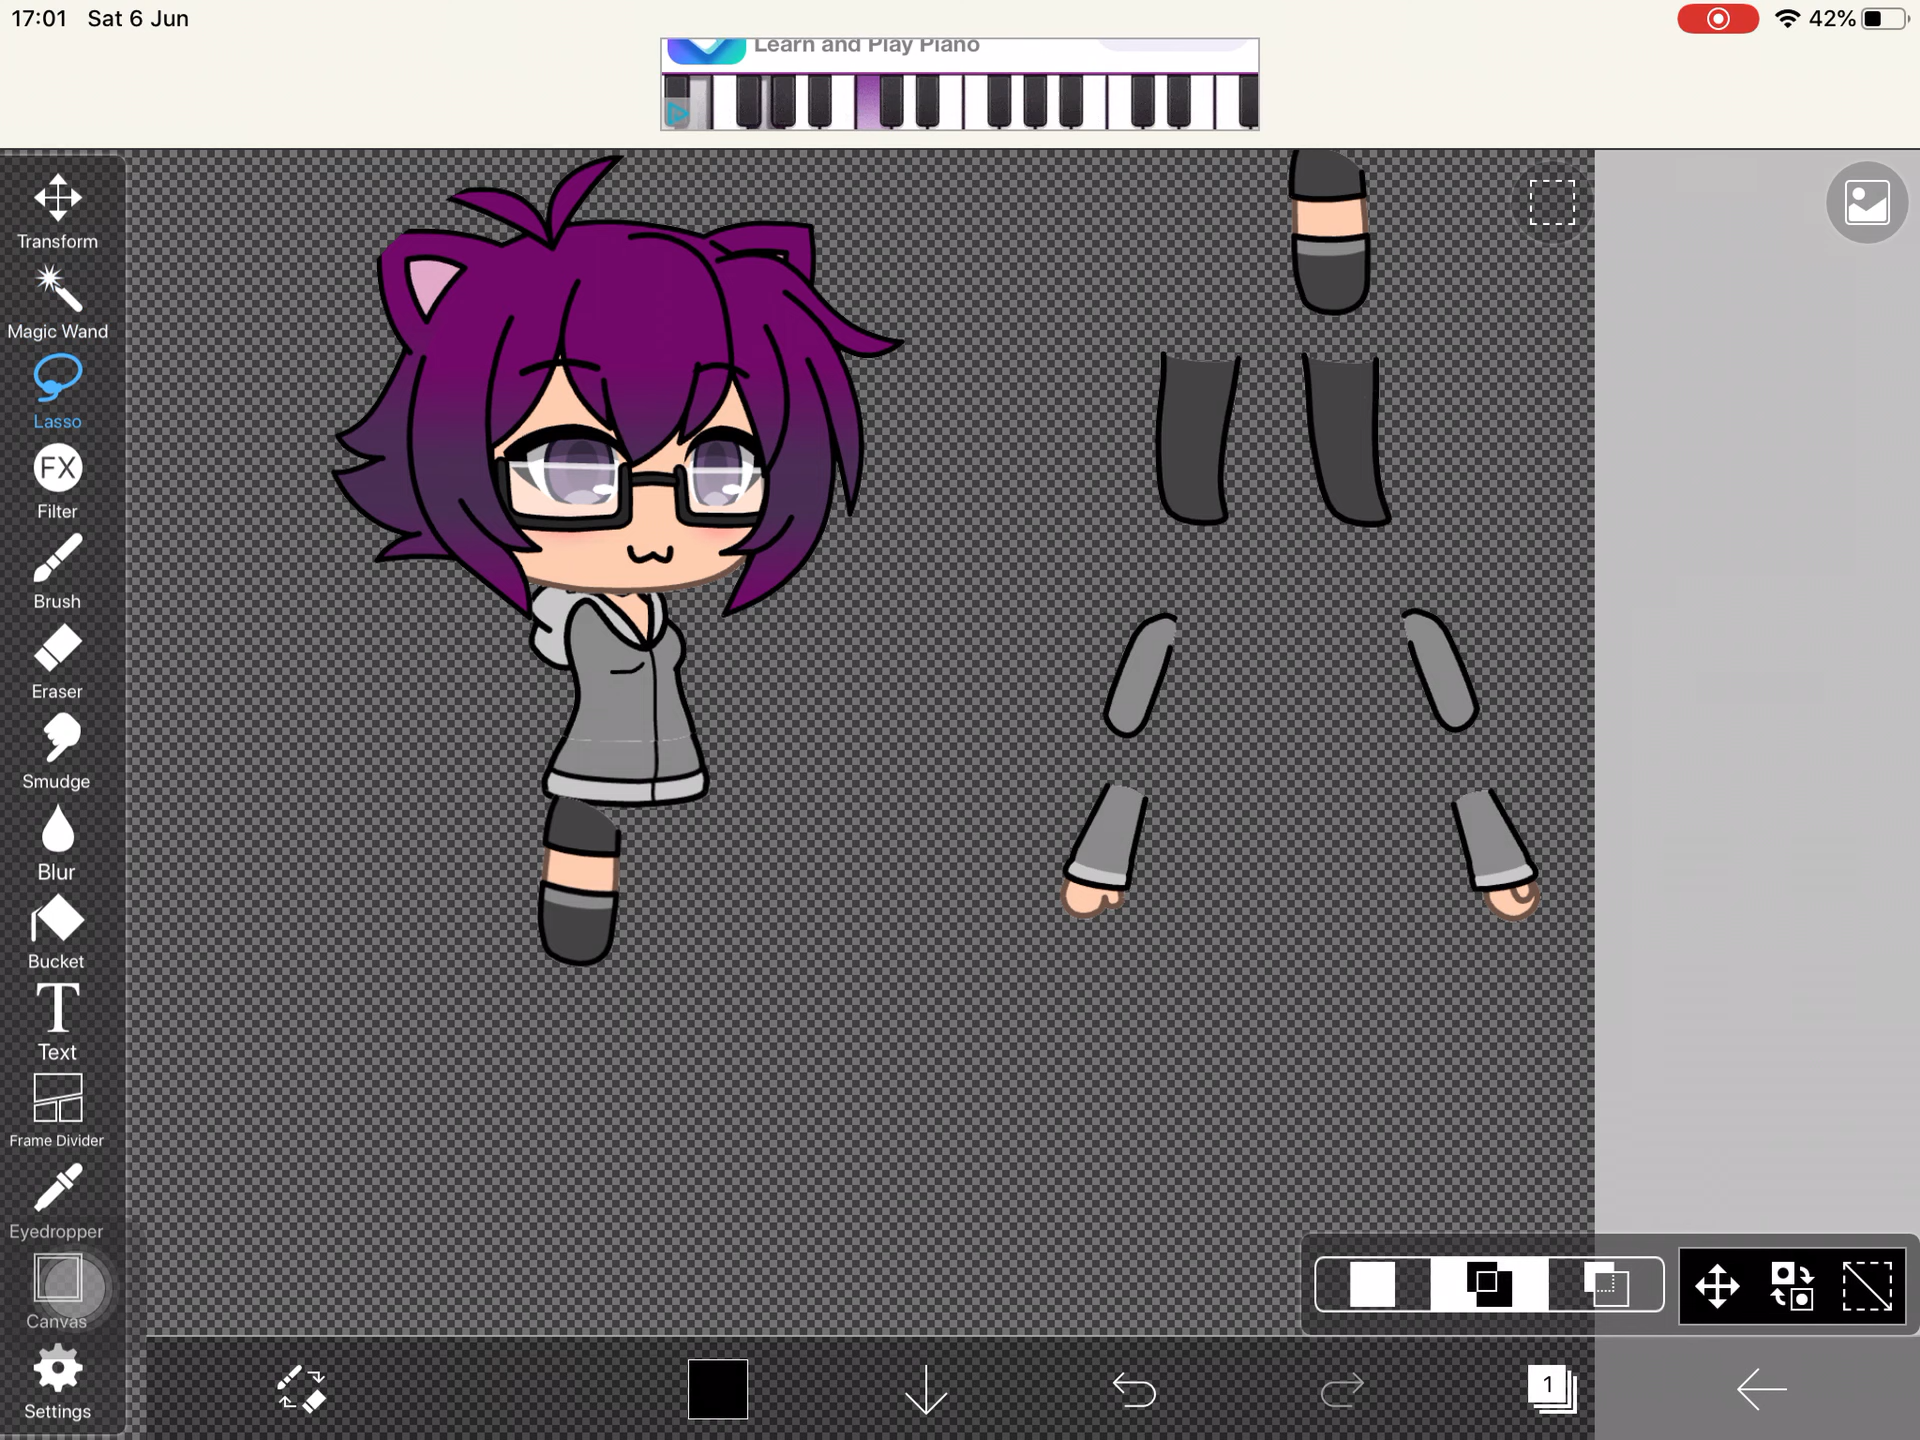 17:01 Sat 6 Jun
42%
Learn and Play Piano
Transform
Magic Wand
Lasso
FX
Filter
Brush
Eraser
Smudge
Blur
Bucket
T
Text
Frame Divider
Eyedropper
Canvas
Settings
1